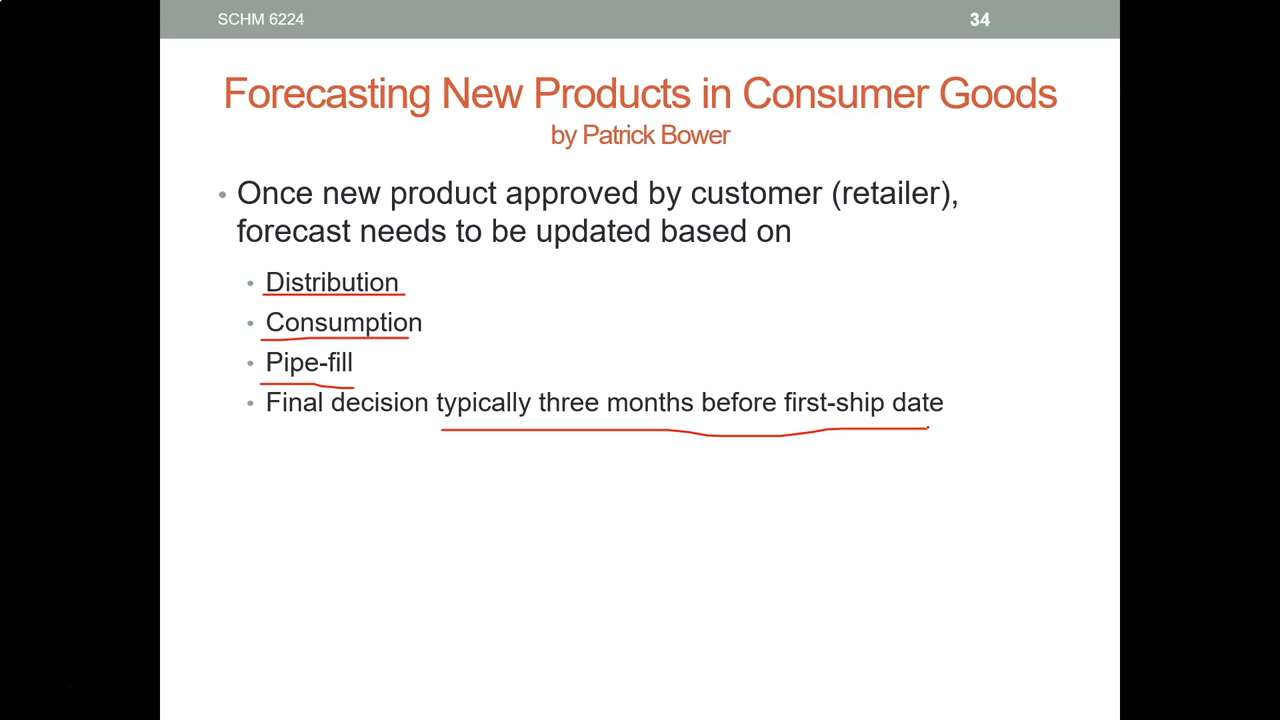 SCHM 6224
34
Forecasting New Products in Consumer Goods
by Patrick Bower
• Once new product approved by customer (retailer),
forecast needs to be updated based on
• Distribution
• Consumption
• Pipe-fill
• Final decision typically three months before first-ship date